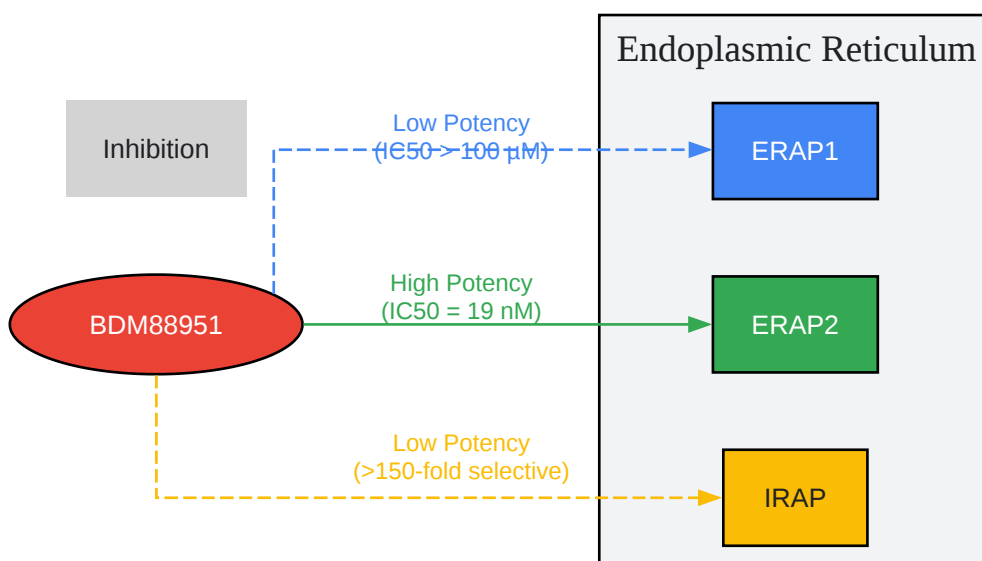 Endoplasmic Reticulum
Inhibition
Low Potency
(IC50 > 100 µM)
ERAP1
BDM88951
High Potency
(IC50 = 19 nM)
ERAP2
Low Potency
(>150-fold selective)
IRAP